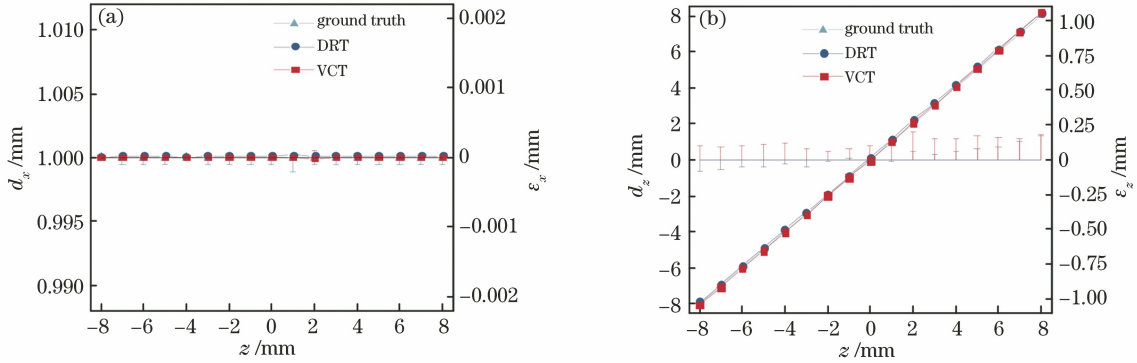 (a)
ground truth
DRT
VCT
1.010
1.005
1.000
0.995
0.990
dx /mm
0.002
0.001
0
−0.001
−0.002
εx /mm
−8 −6 −4 −2 0 2 4 6 8
z /mm
(b)
ground truth
DRT
VCT
8
6
4
2
0
−2
−4
−6
−8
dz /mm
1.00
0.75
0.50
0.25
0
−0.25
−0.50
−0.75
−1.00
εz /mm
−8 −6 −4 −2 0 2 4 6 8
z /mm